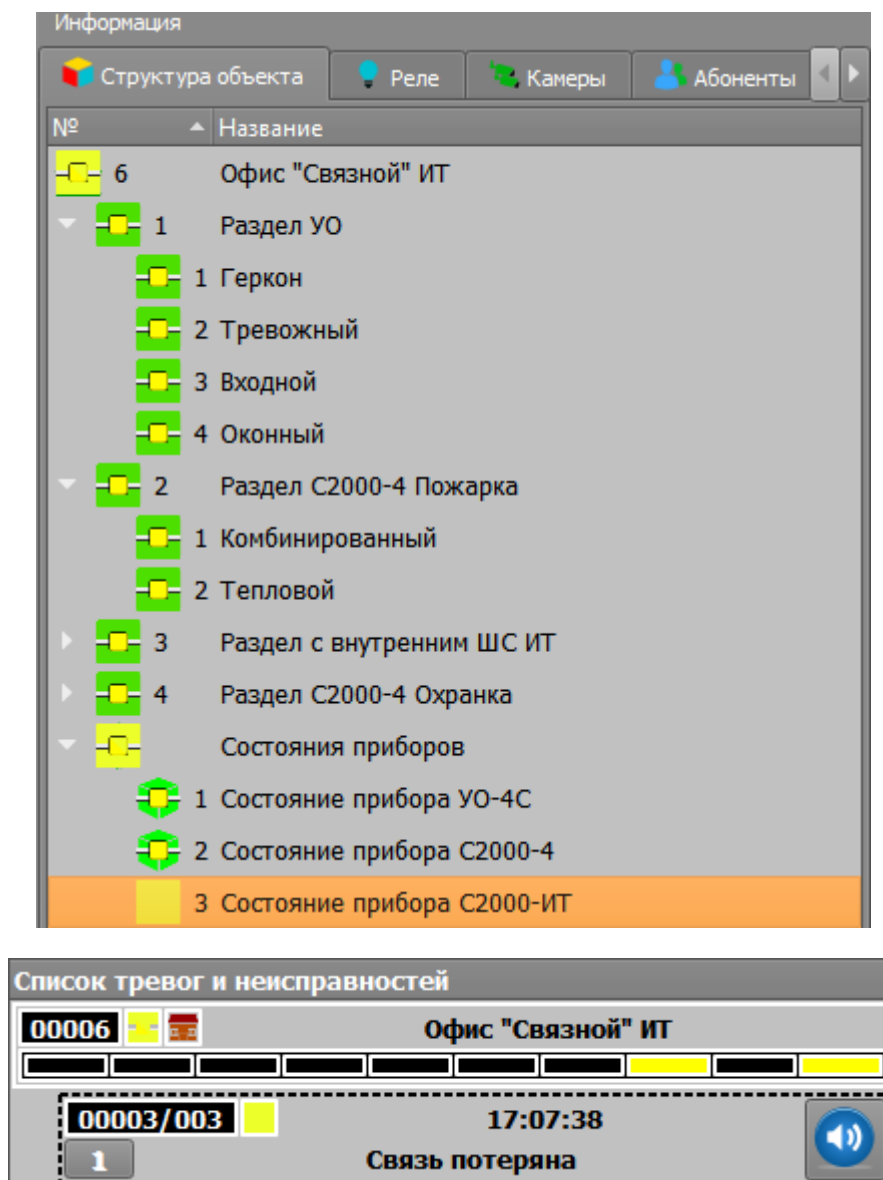 Информация
Структура объекта Реле Камеры Абоненты
№ Название
6 Офис "Связной" ИТ
1 Раздел УО
1 Геркон
2 Тревожный
3 Входной
4 Оконный
2 Раздел С2000-4 Пожарка
1 Комбинированный
2 Тепловой
3 Раздел с внутренним ШС ИТ
4 Раздел С2000-4 Охранка
Состояния приборов
1 Состояние прибора УО-4С
2 Состояние прибора С2000-4
3 Состояние прибора С2000-ИТ
Список тревог и неисправностей
00006 Офис "Связной" ИТ
00003/003 17:07:38
1 Связь потеряна